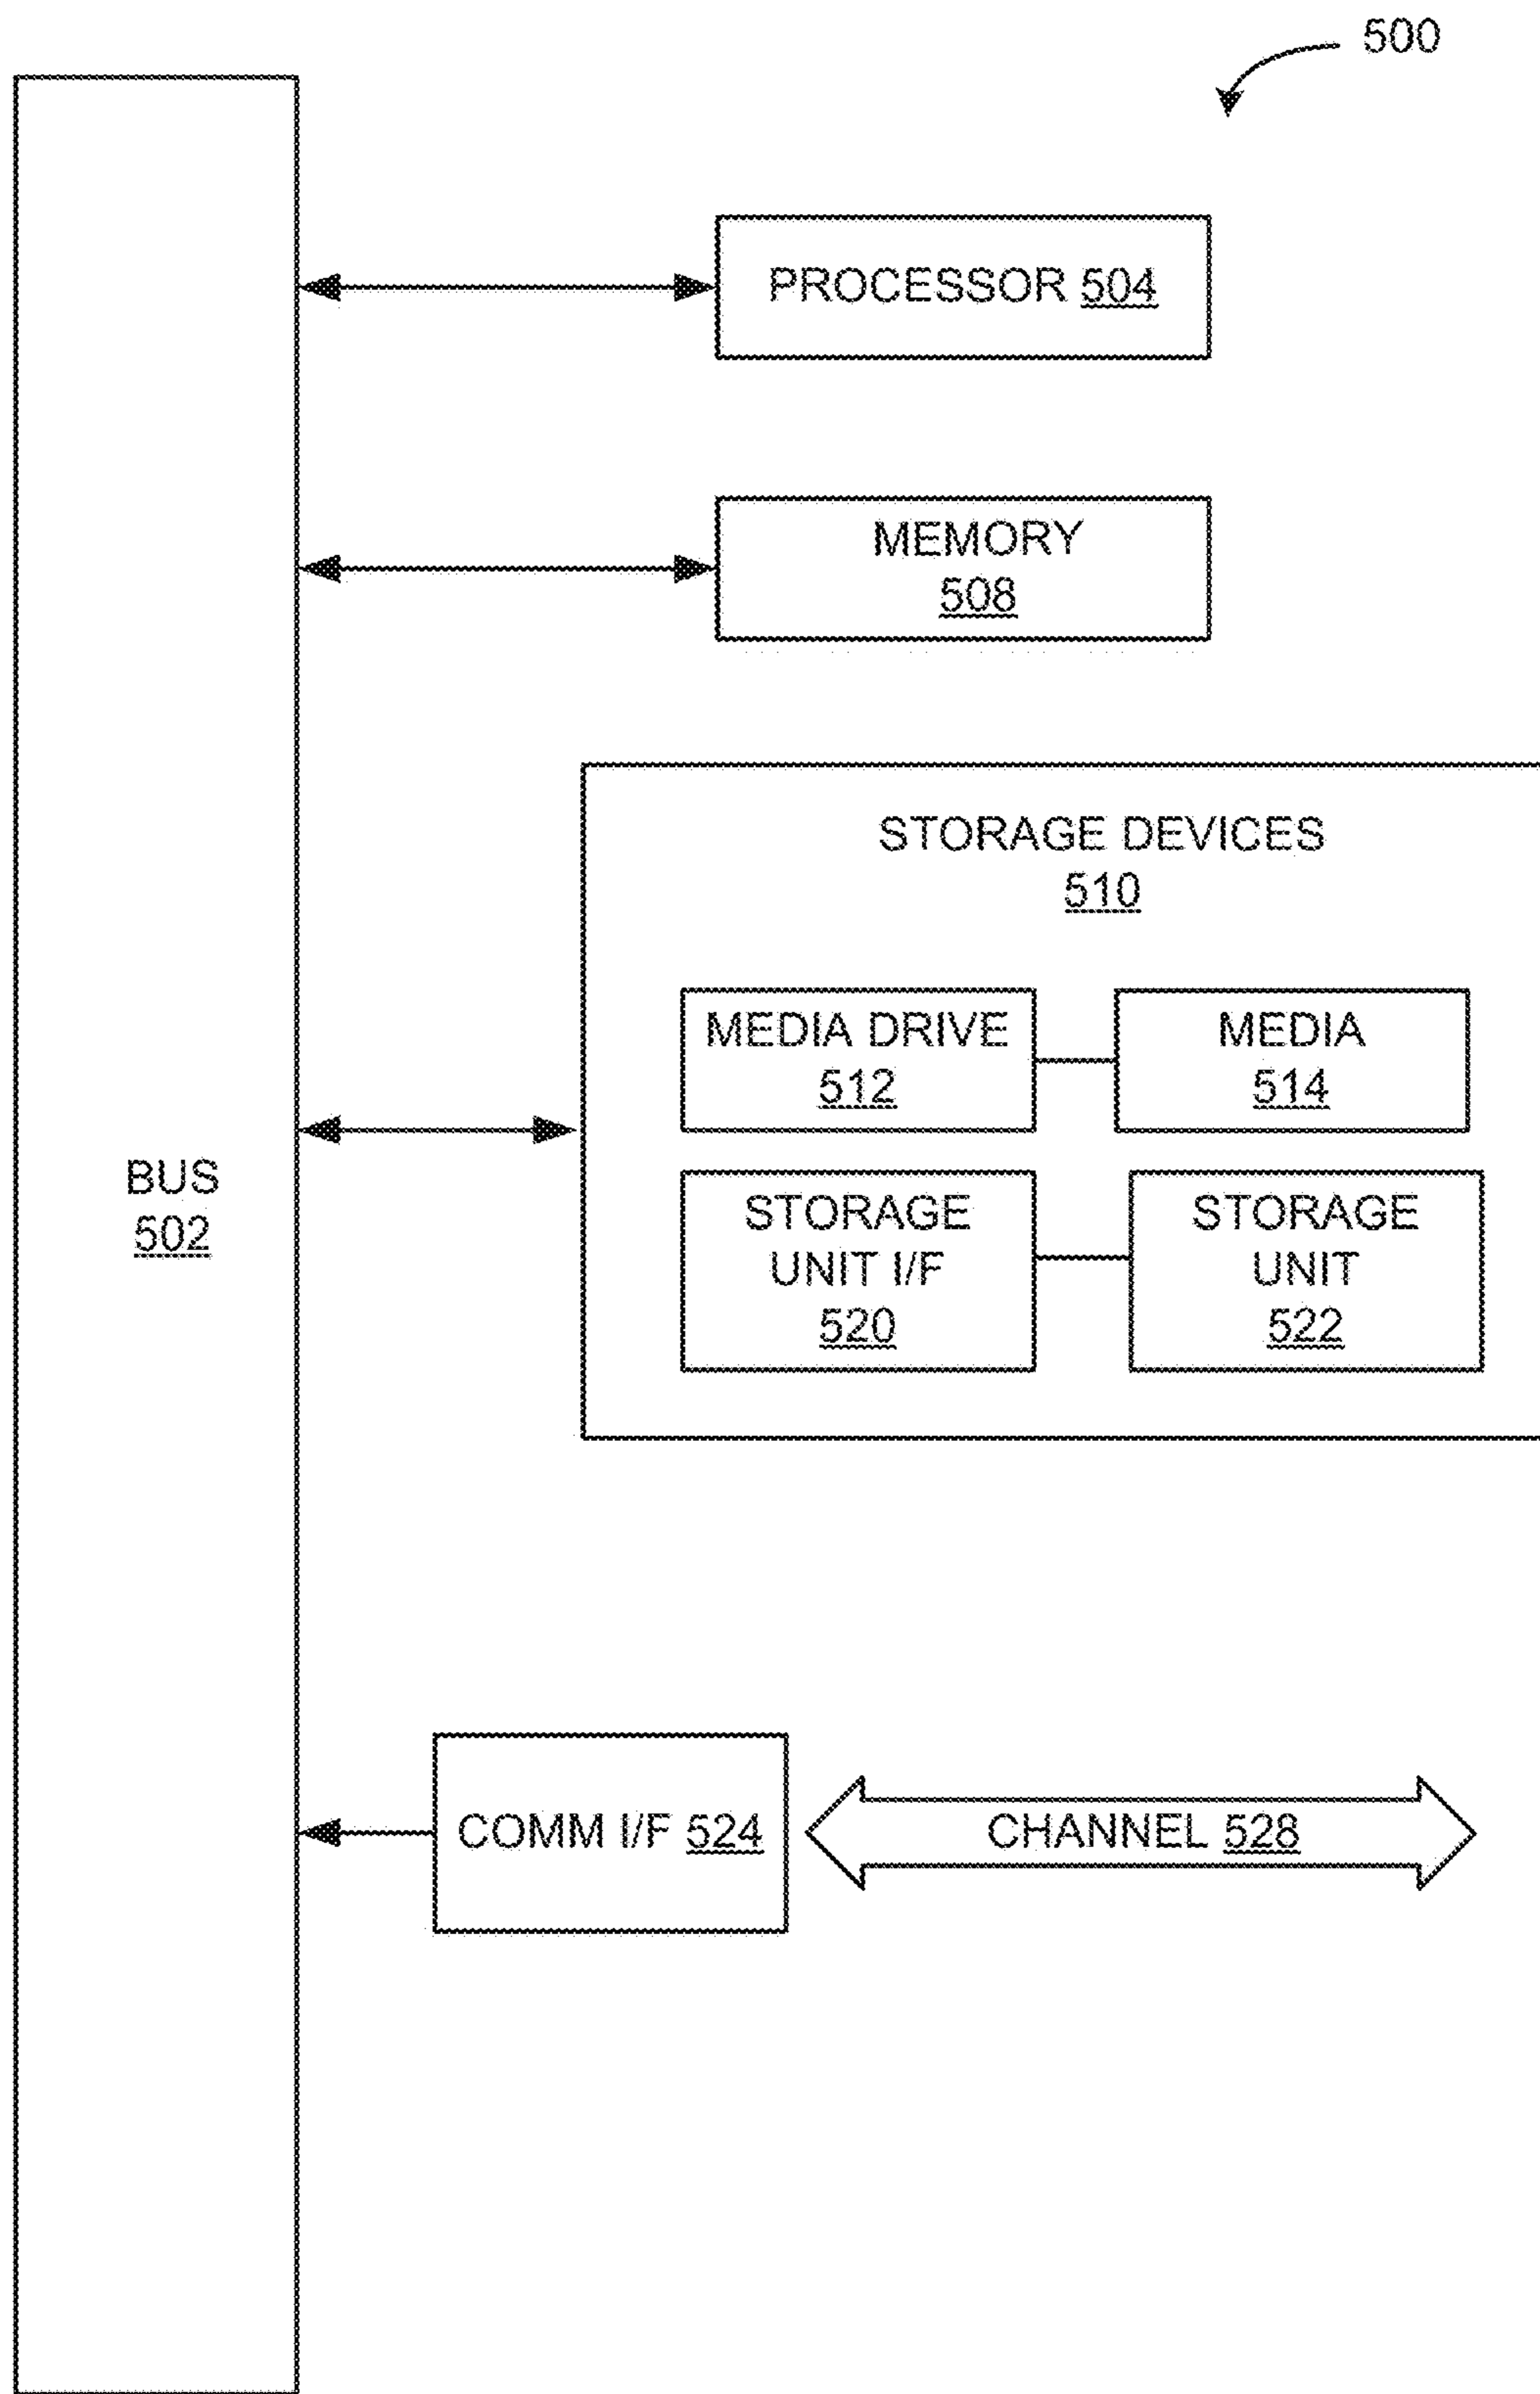 500
PROCESSOR 504
MEMORY
508
STORAGE DEVICES
510
MEDIA DRIVE
512
MEDIA
514
BUS
502
STORAGE
UNIT I/F
520
STORAGE
UNIT
522
COMM I/F 524
CHANNEL 528